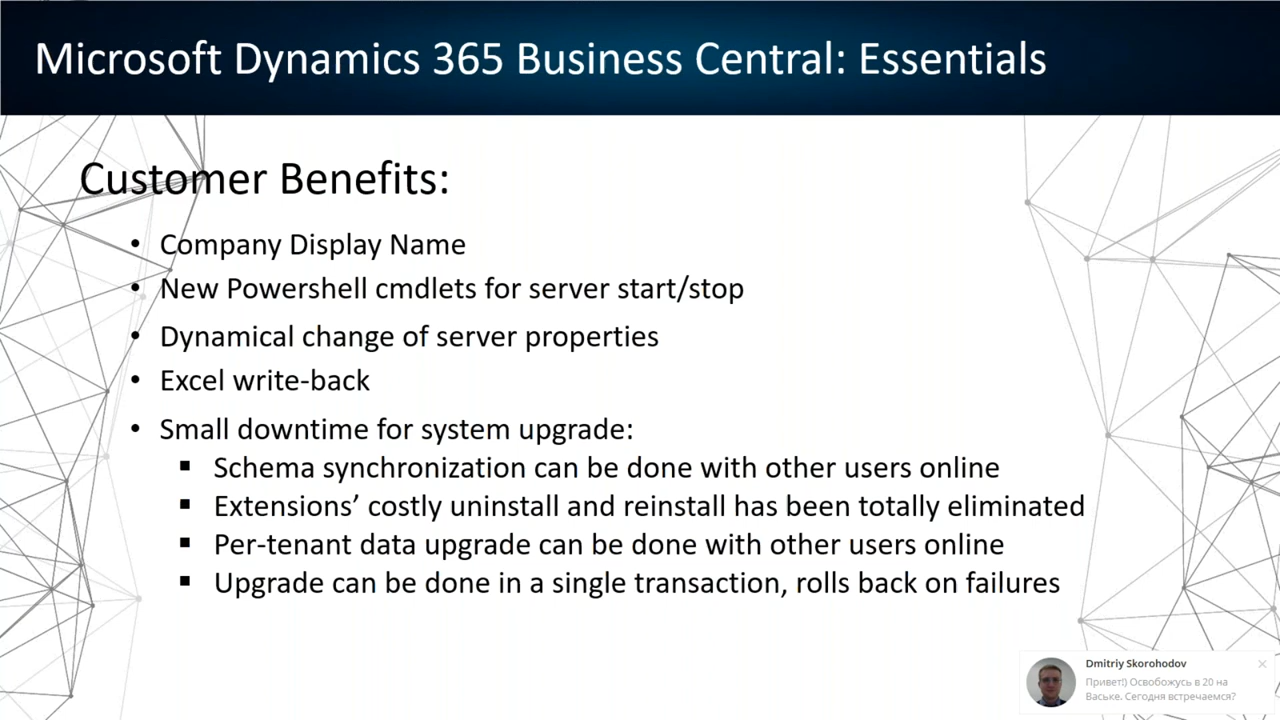 Microsoft Dynamics 365 Business Central: Essentials
Customer Benefits:
• Company Display Name
• New Powershell cmdlets for server start/stop
• Dynamical change of server properties
• Excel write-back
• Small downtime for system upgrade:
▪ Schema synchronization can be done with other users online
▪ Extensions’ costly uninstall and reinstall has been totally eliminated
▪ Per-tenant data upgrade can be done with other users online
▪ Upgrade can be done in a single transaction, rolls back on failures
Dmitriy Skorohodov
Привет!) Освобожусь в 20 на
Ваське. Сегодня встречаемся?